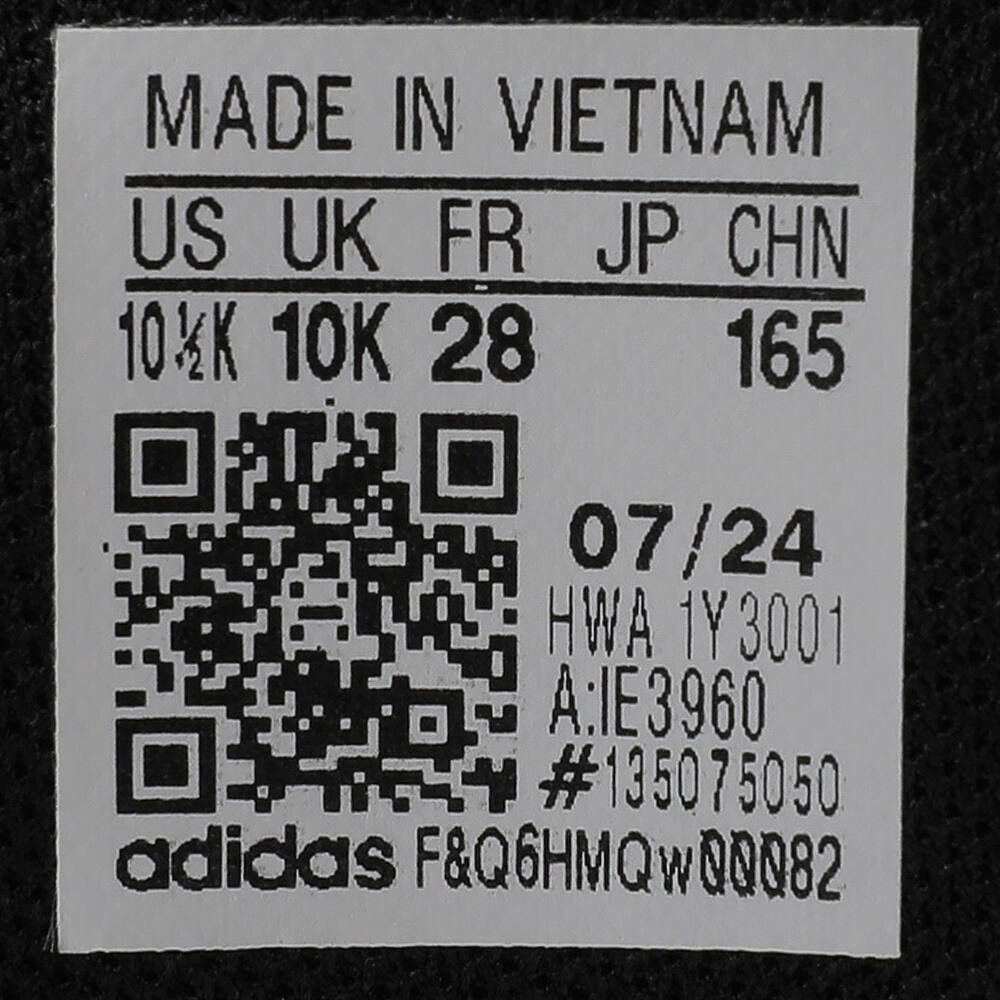 MADE IN VIETNAM
US UK FR JP CHN
10½K 10K 28 165
07/24
HWA 1Y3001
A:IE3960
#135075050
adidas F&Q6HMQw00082